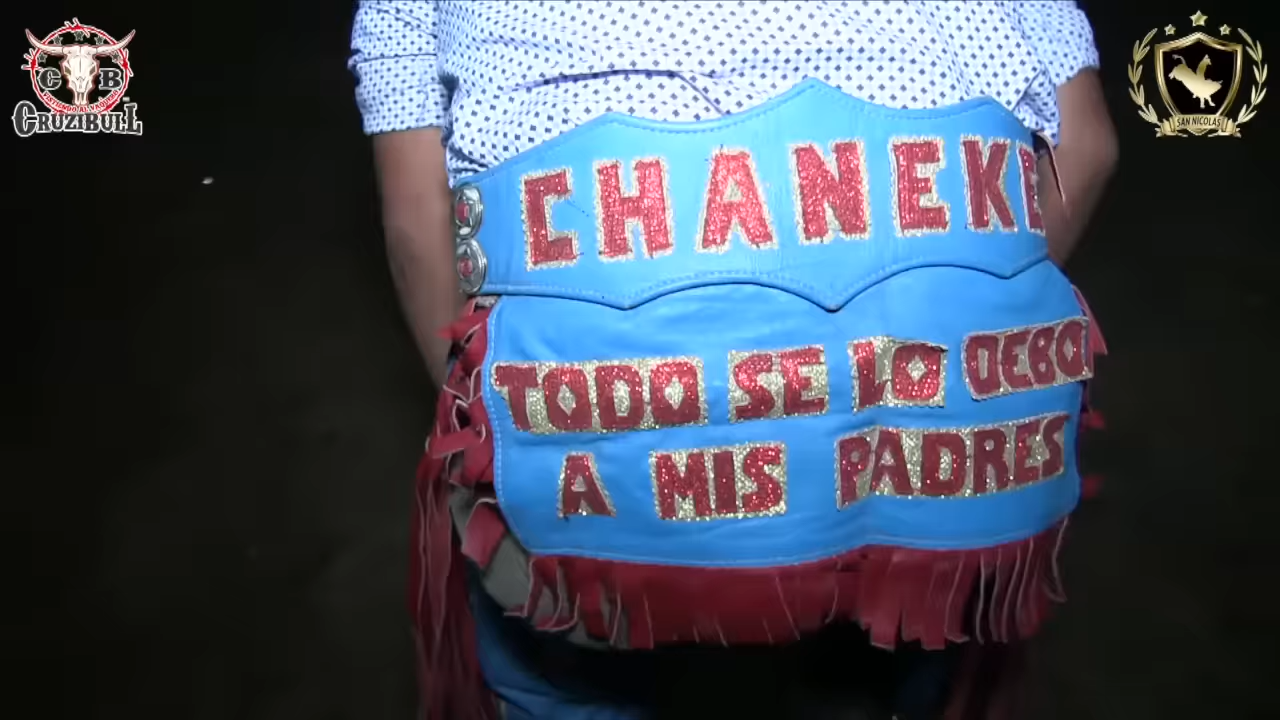 C B
CRUZIBULL
SAN NICOLAS
CHANEKE
TODO SE LO DEBO
A MIS PADRES